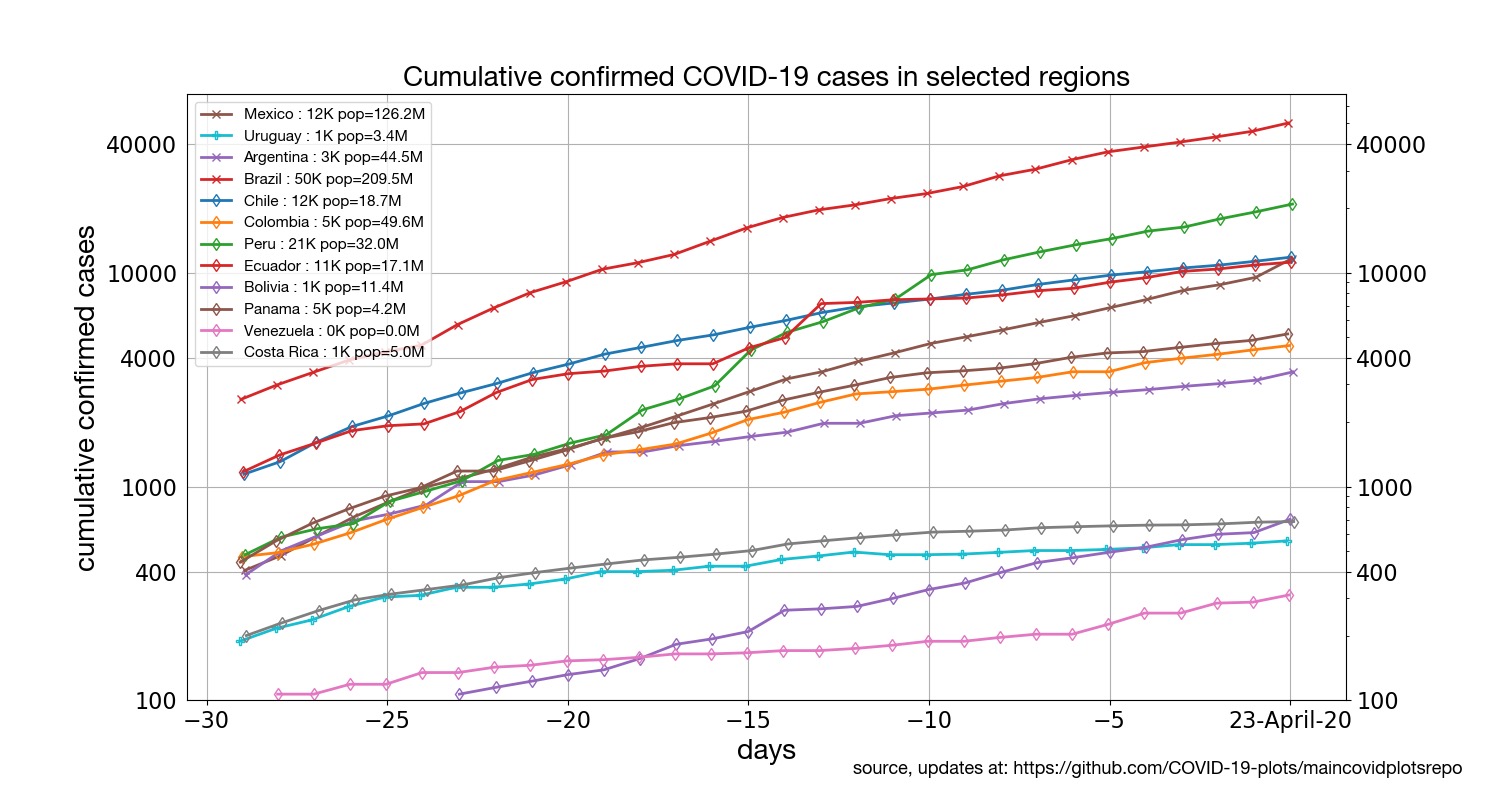 Cumulative confirmed COVID-19 cases in selected regions
Mexico : 12K pop=126.2M
Uruguay : 1K pop=3.4M
Argentina : 3K pop=44.5M
Brazil : 50K pop=209.5M
Chile : 12K pop=18.7M
Colombia : 5K pop=49.6M
Peru : 21K pop=32.0M
Ecuador : 11K pop=17.1M
Bolivia : 1K pop=11.4M
Panama : 5K pop=4.2M
Venezuela : 0K pop=0.0M
Costa Rica : 1K pop=5.0M
cumulative confirmed cases
40000
10000
4000
1000
400
100
40000
10000
4000
1000
400
100
−30 −25 −20 −15 −10 −5 23-April-20
days
source, updates at: https://github.com/COVID-19-plots/maincovidplotsrepo